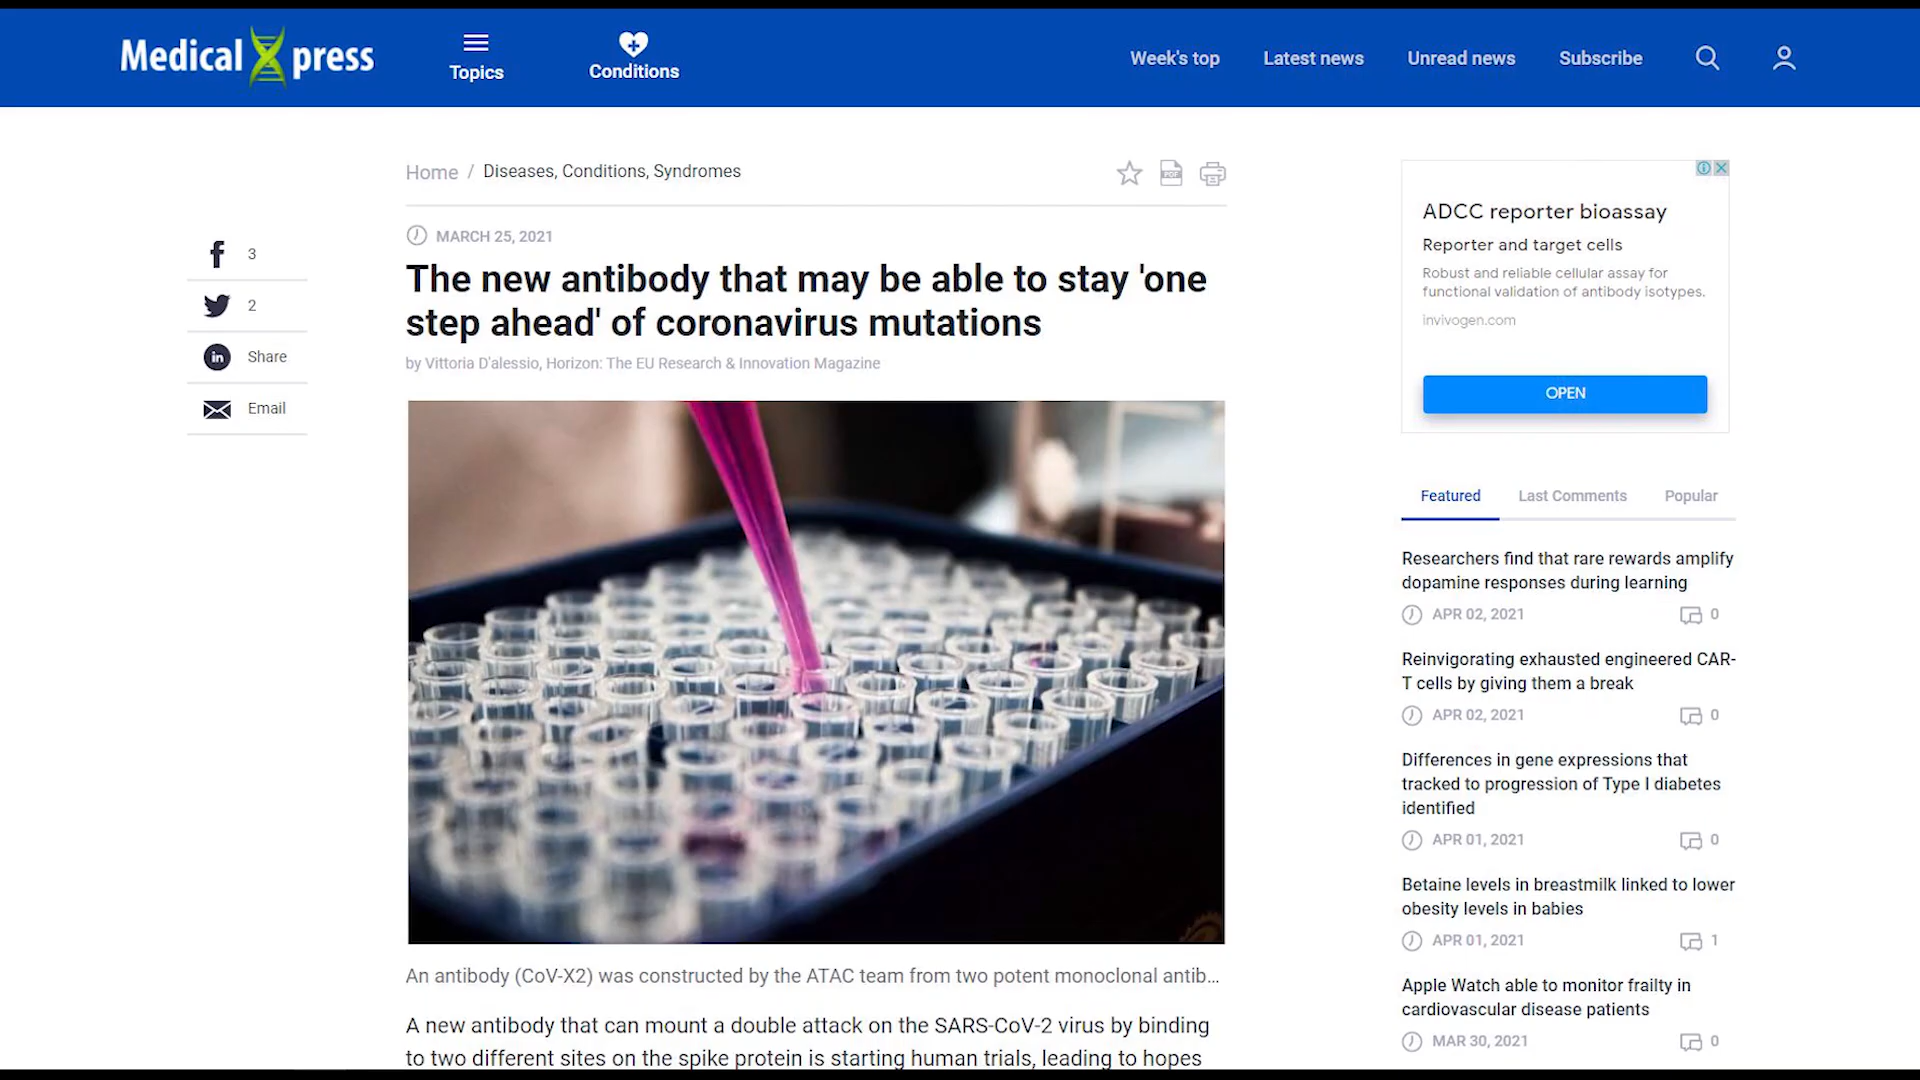 Medical Xpress
Topics
Conditions
Week's top
Latest news
Unread news
Subscribe
Home / Diseases, Conditions, Syndromes
PDF
MARCH 25, 2021
The new antibody that may be able to stay 'one
step ahead' of coronavirus mutations
by Vittoria D'alessio, Horizon: The EU Research & Innovation Magazine
3
2
in Share
Email
An antibody (CoV-X2) was constructed by the ATAC team from two potent monoclonal antib...
A new antibody that can mount a double attack on the SARS-CoV-2 virus by binding
to two different sites on the spike protein is starting human trials, leading to hopes
ADCC reporter bioassay
Reporter and target cells
Robust and reliable cellular assay for
functional validation of antibody isotypes.
invivogen.com
OPEN
Featured
Last Comments
Popular
Researchers find that rare rewards amplify
dopamine responses during learning
APR 02, 2021
0
Reinvigorating exhausted engineered CAR-
T cells by giving them a break
APR 02, 2021
0
Differences in gene expressions that
tracked to progression of Type I diabetes
identified
APR 01, 2021
0
Betaine levels in breastmilk linked to lower
obesity levels in babies
APR 01, 2021
1
Apple Watch able to monitor frailty in
cardiovascular disease patients
MAR 30, 2021
0